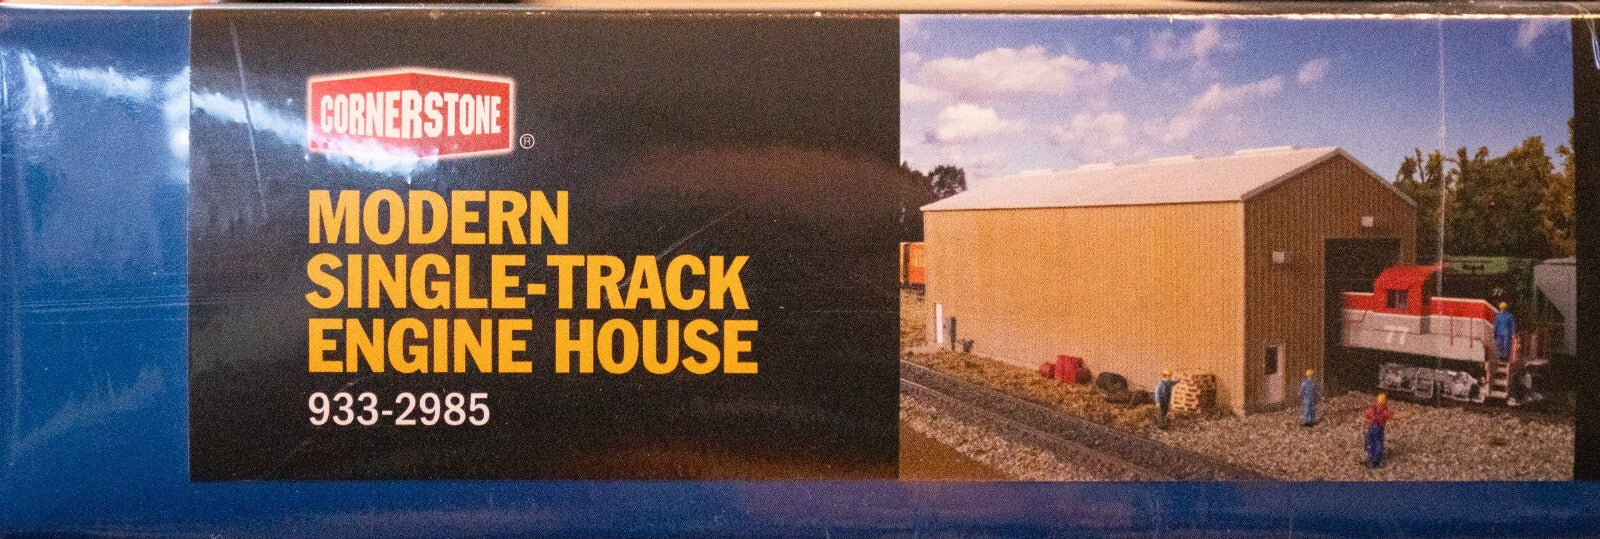 CORNERSTONE®
MODERN
SINGLE-TRACK
ENGINE HOUSE
933-2985